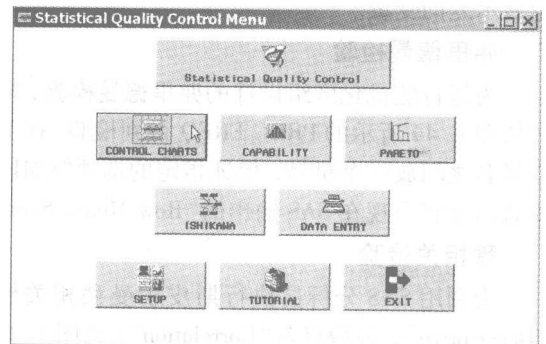 Statistical Quality Control Menu
Statistical Quality Control
CONTROL CHARTS
CAPABILITY
PARETO
ISHIKAWA
DATA ENTRY
SETUP
TUTORIAL
EXIT